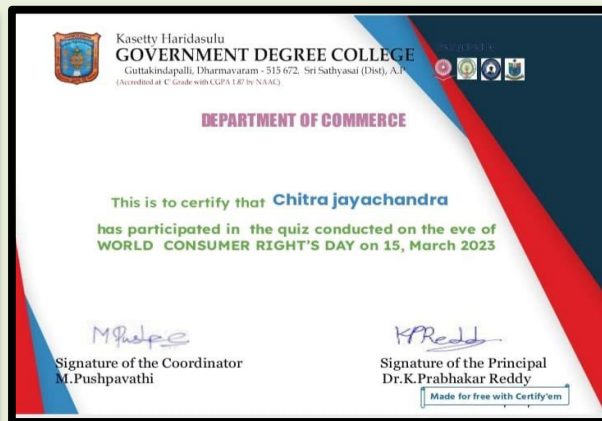 Kasetty Haridasulu
GOVERNMENT DEGREE COLLEGE
Guttakindapalli, Dharmavaram - 515 672. Sri Sathyasai (Dist), A.P
(Accredited at C Grade with CGPA 1.87 by NAAC)
DEPARTMENT OF COMMERCE
This is to certify that Chitra jayachandra
has participated in the quiz conducted on the eve of
WORLD CONSUMER RIGHT'S DAY on 15, March 2023
Signature of the Coordinator
M.Pushpavathi
KPReddy
Signature of the Principal
Dr.K.Prabhakar Reddy
Made for free with Certify'em